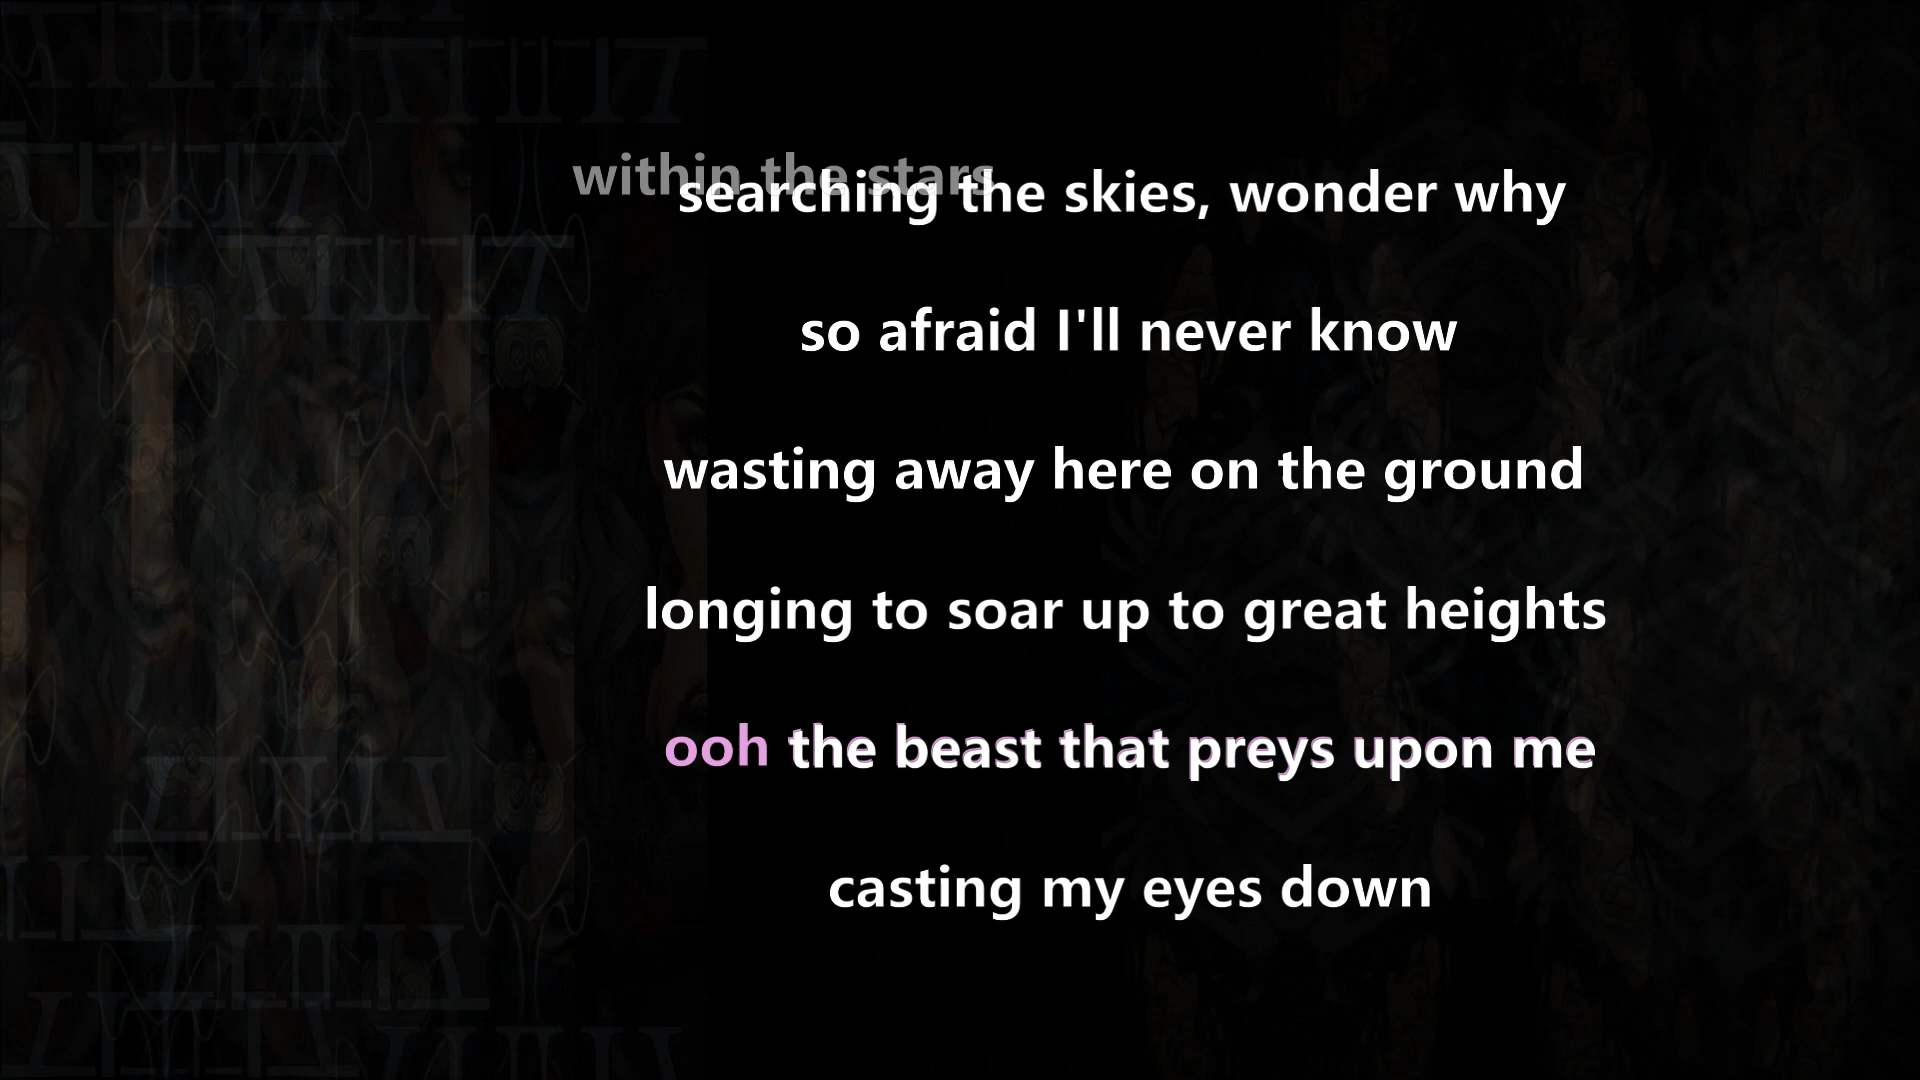 within the stars
searching the skies, wonder why
so afraid I'll never know
wasting away here on the ground
longing to soar up to great heights
ooh the beast that preys upon me
casting my eyes down